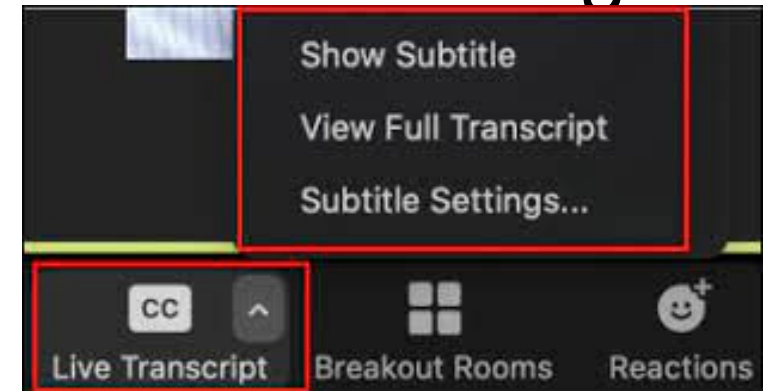 Show Subtitle
View Full Transcript
Subtitle Settings...
CC
Live Transcript
Breakout Rooms
Reactions